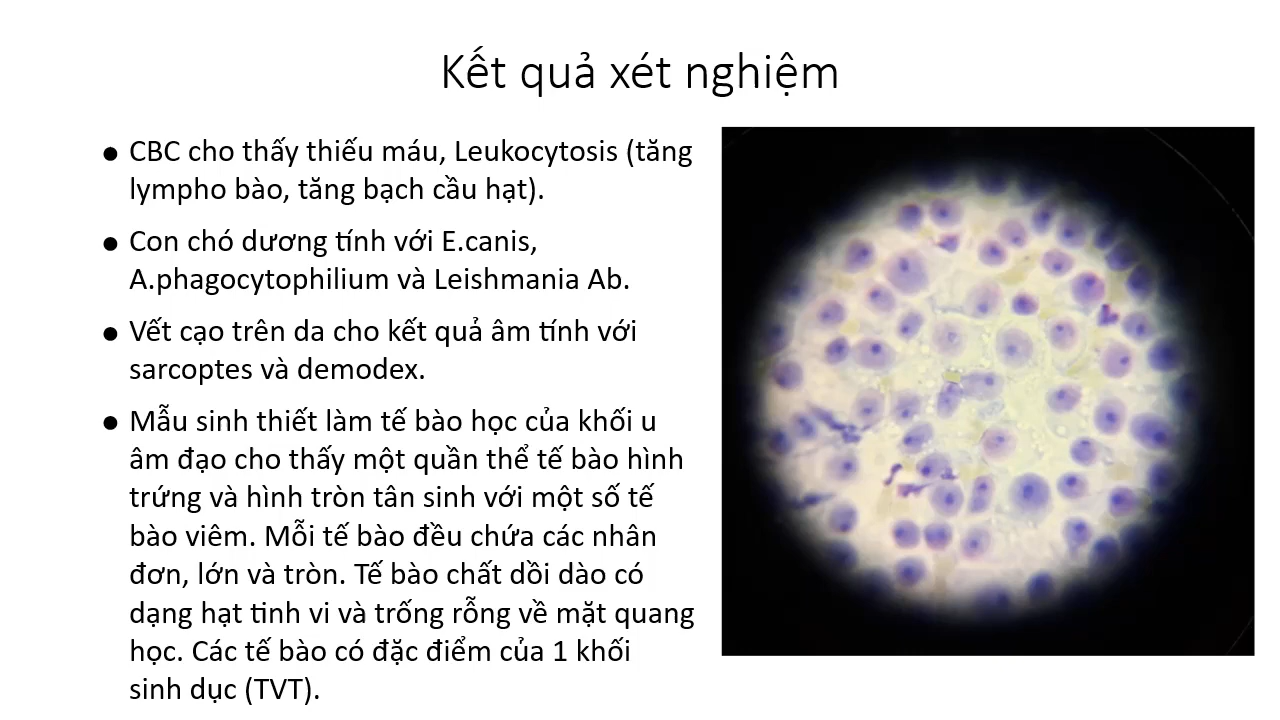 Kết quả xét nghiệm
● CBC cho thấy thiếu máu, Leukocytosis (tăng
lympho bào, tăng bạch cầu hạt).
● Con chó dương tính với E.canis,
A.phagocytophilium và Leishmania Ab.
● Vết cạo trên da cho kết quả âm tính với
sarcoptes và demodex.
● Mẫu sinh thiết làm tế bào học của khối u
âm đạo cho thấy một quần thể tế bào hình
trứng và hình tròn tân sinh với một số tế
bào viêm. Mỗi tế bào đều chứa các nhân
đơn, lớn và tròn. Tế bào chất dồi dào có
dạng hạt tinh vi và trống rỗng về mặt quang
học. Các tế bào có đặc điểm của 1 khối
sinh dục (TVT).